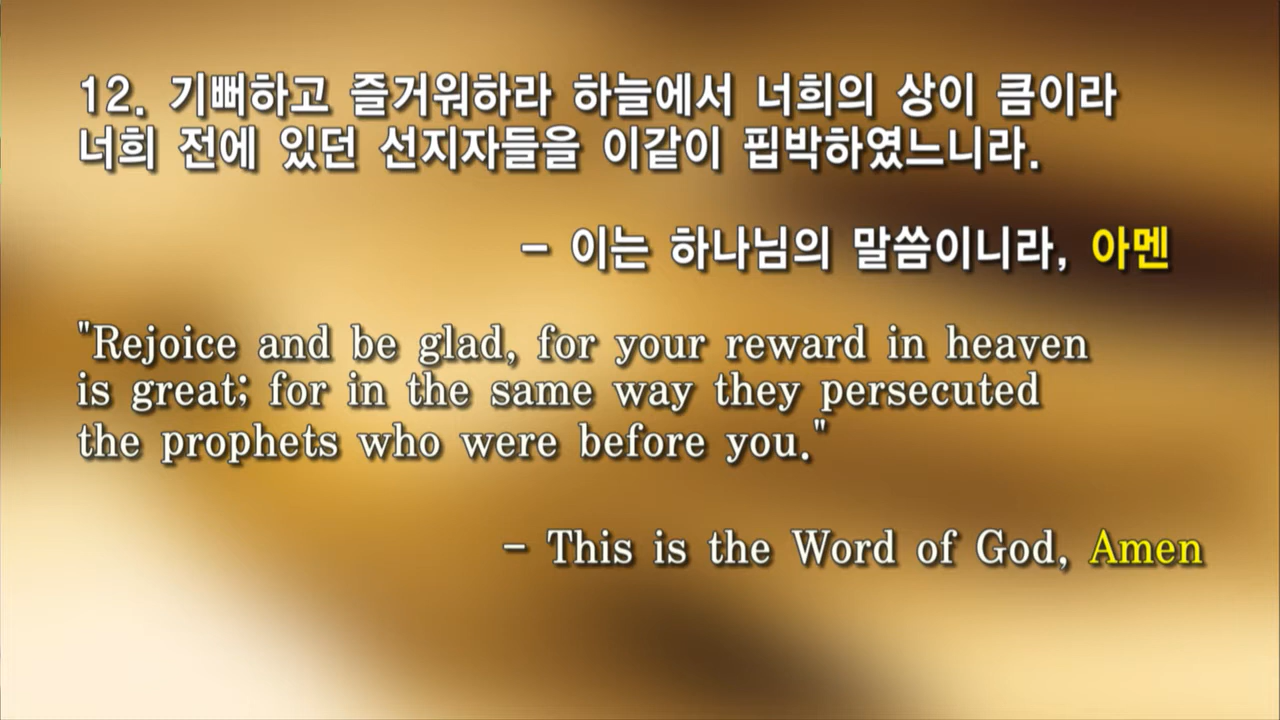 12. 기뻐하고 즐거워하라 하늘에서 너희의 상이 큼이라
너희 전에 있던 선지자들을 이같이 핍박하였느니라.
- 이는 하나님의 말씀이니라, 아멘
"Rejoice and be glad, for your reward in heaven
is great; for in the same way they persecuted
the prophets who were before you."
- This is the Word of God, Amen